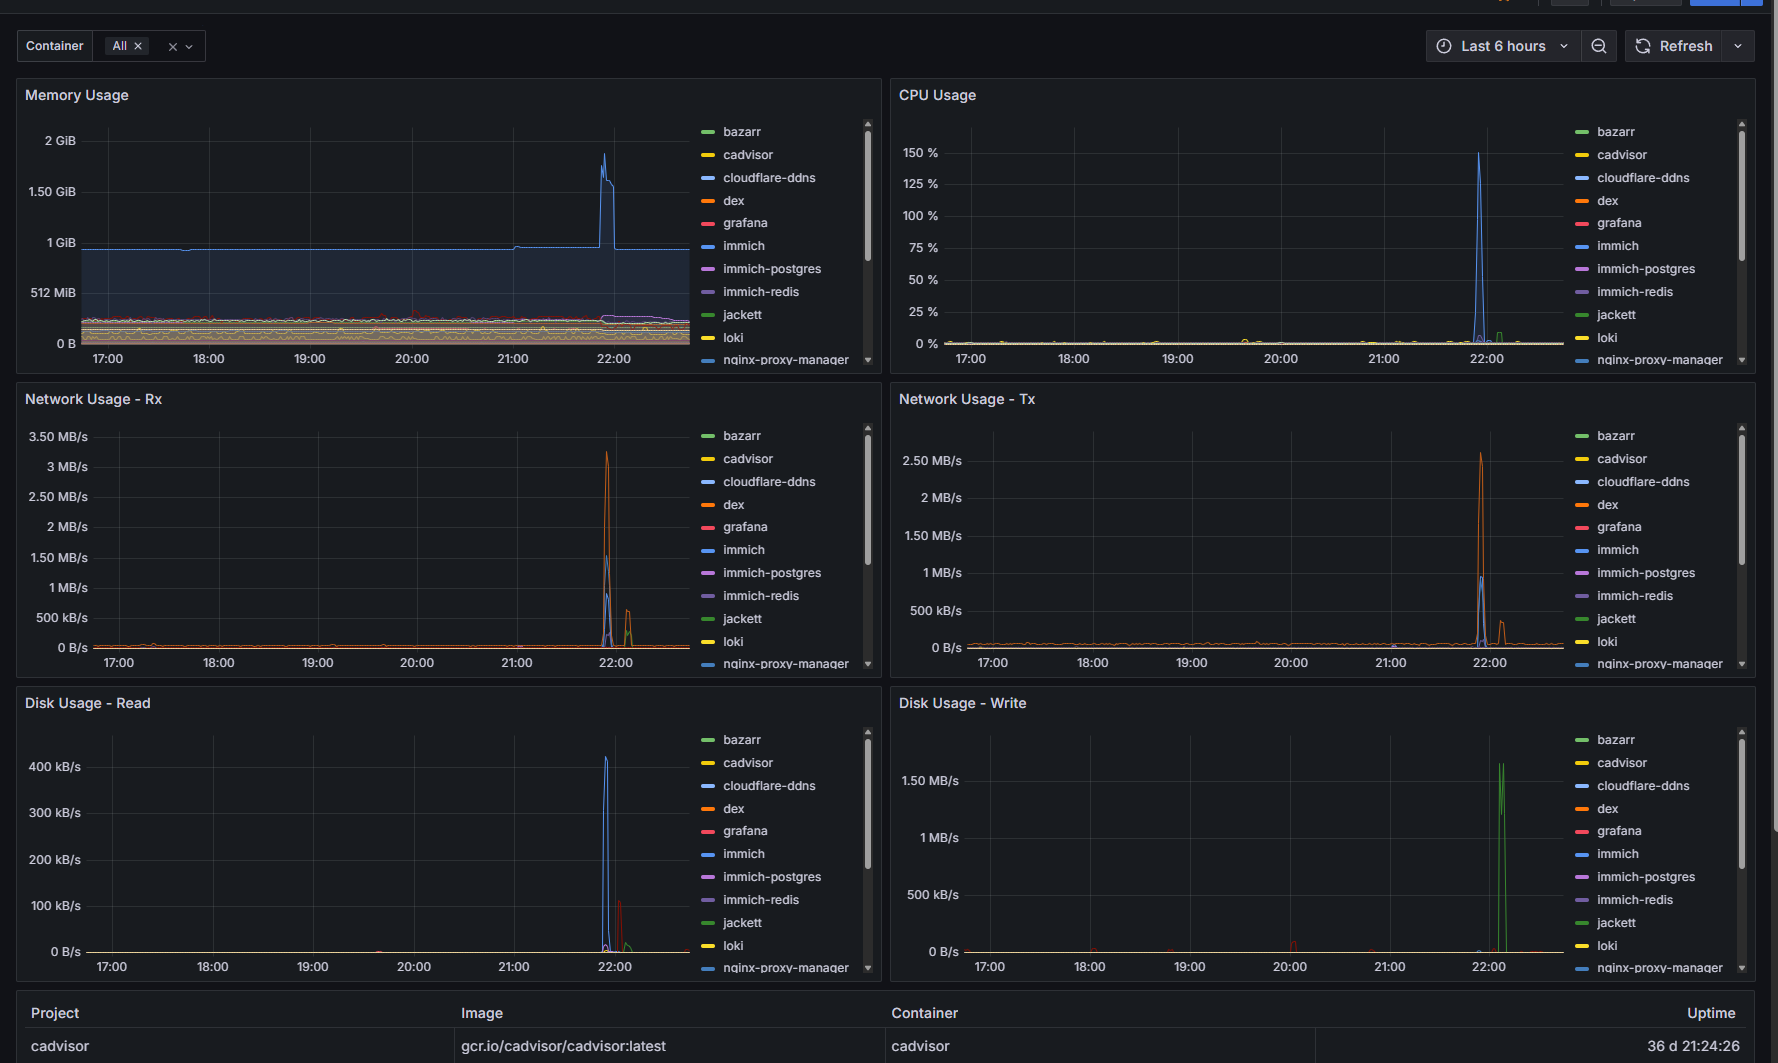 Container All
Last 6 hours
Refresh
Memory Usage
2 GiB
1.50 GiB
1 GiB
512 MiB
0 B
17:00 18:00 19:00 20:00 21:00 22:00
bazarr
cadvisor
cloudflare-ddns
dex
grafana
immich
immich-postgres
immich-redis
jackett
loki
nginx-proxy-manager
CPU Usage
150 %
125 %
100 %
75 %
50 %
25 %
0 %
17:00 18:00 19:00 20:00 21:00 22:00
bazarr
cadvisor
cloudflare-ddns
dex
grafana
immich
immich-postgres
immich-redis
jackett
loki
nginx-proxy-manager
Network Usage - Rx
3.50 MB/s
3 MB/s
2.50 MB/s
2 MB/s
1.50 MB/s
1 MB/s
500 kB/s
0 B/s
17:00 18:00 19:00 20:00 21:00 22:00
bazarr
cadvisor
cloudflare-ddns
dex
grafana
immich
immich-postgres
immich-redis
jackett
loki
nginx-proxy-manager
Network Usage - Tx
2.50 MB/s
2 MB/s
1.50 MB/s
1 MB/s
500 kB/s
0 B/s
17:00 18:00 19:00 20:00 21:00 22:00
bazarr
cadvisor
cloudflare-ddns
dex
grafana
immich
immich-postgres
immich-redis
jackett
loki
nginx-proxy-manager
Disk Usage - Read
400 kB/s
300 kB/s
200 kB/s
100 kB/s
0 B/s
17:00 18:00 19:00 20:00 21:00 22:00
bazarr
cadvisor
cloudflare-ddns
dex
grafana
immich
immich-postgres
immich-redis
jackett
loki
nginx-proxy-manager
Disk Usage - Write
1.50 MB/s
1 MB/s
500 kB/s
0 B/s
17:00 18:00 19:00 20:00 21:00 22:00
bazarr
cadvisor
cloudflare-ddns
dex
grafana
immich
immich-postgres
immich-redis
jackett
loki
nginx-proxy-manager
Project Image Container Uptime
cadvisor gcr.io/cadvisor/cadvisor:latest cadvisor 36 d 21:24:26